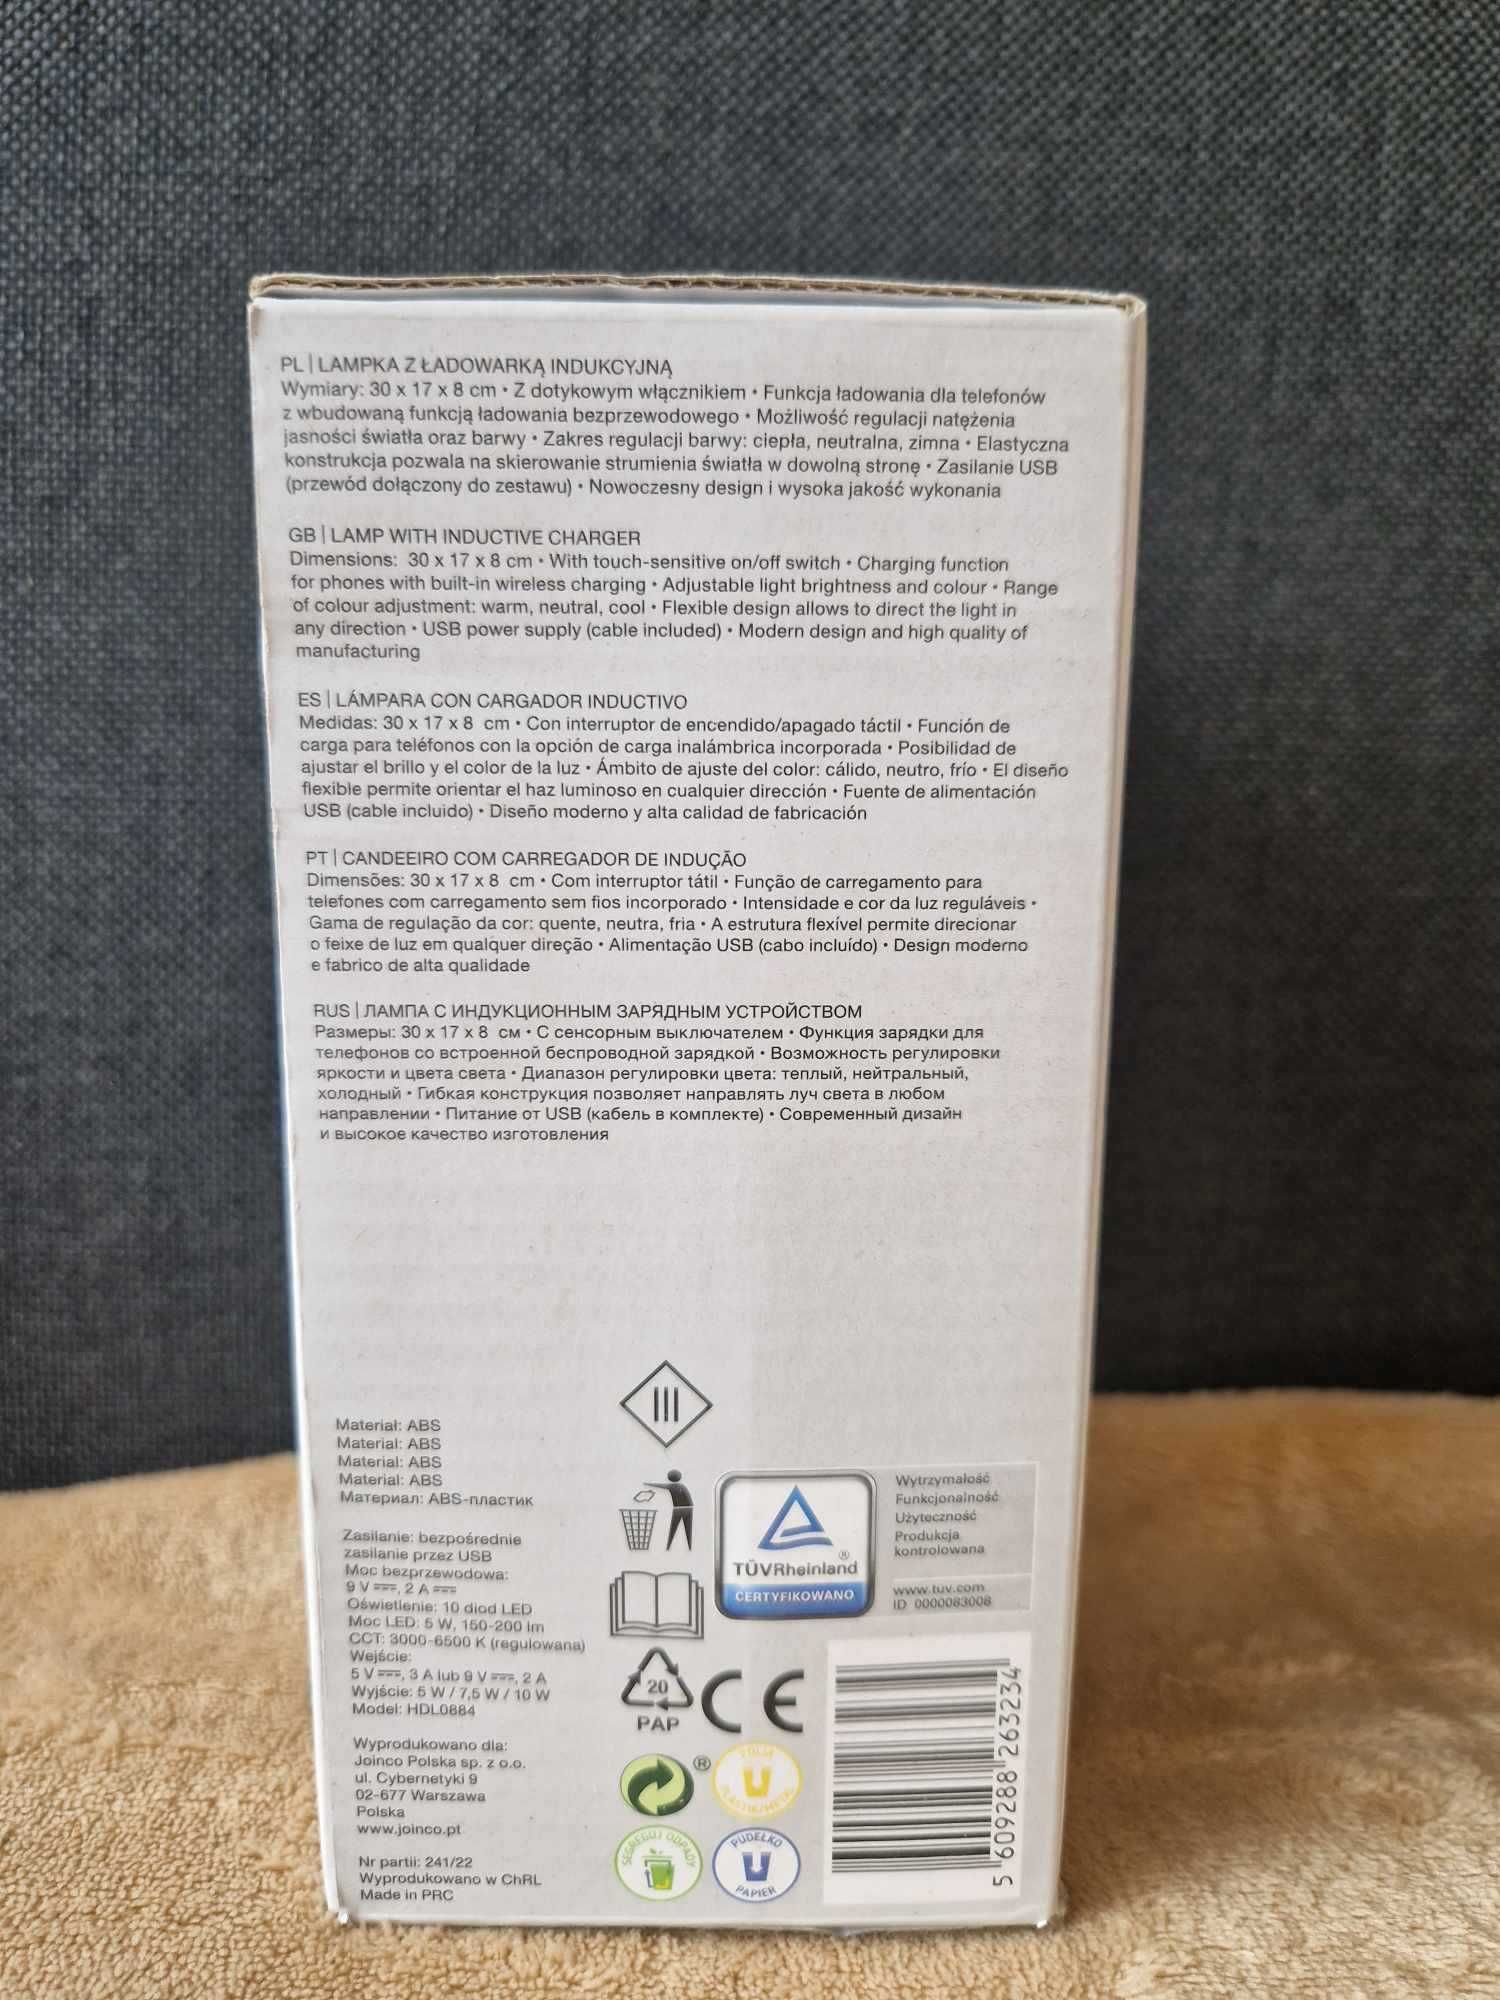 PL | LAMPKA Z ŁADOWARKĄ INDUKCYJNĄ
Wymiary: 30 x 17 x 8 cm • Z dotykowym włącznikiem • Funkcja ładowania dla telefonów
z wbudowaną funkcją ładowania bezprzewodowego • Możliwość regulacji natężenia
jasności światła oraz barwy • Zakres regulacji barwy: ciepła, neutralna, zimna • Elastyczna
konstrukcja pozwala na skierowanie strumienia światła w dowolną stronę • Zasilanie USB
(przewód dołączony do zestawu) • Nowoczesny design i wysoka jakość wykonania
GB | LAMP WITH INDUCTIVE CHARGER
Dimensions: 30 x 17 x 8 cm • With touch-sensitive on/off switch • Charging function
for phones with built-in wireless charging • Adjustable light brightness and colour • Range
of colour adjustment: warm, neutral, cool • Flexible design allows to direct the light in
any direction • USB power supply (cable included) • Modern design and high quality of
manufacturing
ES | LÁMPARA CON CARGADOR INDUCTIVO
Medidas: 30 x 17 x 8 cm • Con interruptor de encendido/apagado táctil • Función de
carga para teléfonos con la opción de carga inalámbrica incorporada • Posibilidad de
ajustar el brillo y el color de la luz • Ámbito de ajuste del color: cálido, neutro, frío • El diseño
flexible permite orientar el haz luminoso en cualquier dirección • Fuente de alimentación
USB (cable incluido) • Diseño moderno y alta calidad de fabricación
PT | CANDEEIRO COM CARREGADOR DE INDUÇÃO
Dimensões: 30 x 17 x 8 cm • Com interruptor tátil • Função de carregamento para
telefones com carregamento sem fios incorporado • Intensidade e cor da luz reguláveis •
Gama de regulação da cor: quente, neutra, fria • A estrutura flexível permite direcionar
o feixe de luz em qualquer direção • Alimentação USB (cabo incluído) • Design moderno
e fabrico de alta qualidade
RUS | ЛАМПА С ИНДУКЦИОННЫМ ЗАРЯДНЫМ УСТРОЙСТВОМ
Размеры: 30 x 17 x 8 см • С сенсорным выключателем • Функция зарядки для
телефонов со встроенной беспроводной зарядкой • Возможность регулировки
яркости и цвета света • Диапазон регулировки цвета: теплый, нейтральный,
холодный • Гибкая конструкция позволяет направлять луч света в любом
направлении • Питание от USB (кабель в комплекте) • Современный дизайн
и высокое качество изготовления
III
Materiał: ABS
Material: ABS
Material: ABS
Material: ABS
Материал: ABS-пластик
Zasilanie: bezpośrednie
zasilanie przez USB
Moc bezprzewodowa:
9 V ⎓, 2 A ⎓
Oświetlenie: 10 diod LED
Moc LED: 5 W, 150-200 lm
CCT: 3000-6500 K (regulowana)
Wejście:
5 V ⎓, 3 A lub 9 V ⎓, 2 A
Wyjście: 5 W / 7,5 W / 10 W
Model: HDL0884
Wyprodukowano dla:
Joinco Polska sp. z o.o.
ul. Cybernetyki 9
02-677 Warszawa
Polska
www.joinco.pt
Nr partii: 241/22
Wyprodukowano w ChRL
Made in PRC
TÜVRheinland ®
CERTYFIKOWANO
Wytrzymałość
Funkcjonalność
Użyteczność
Produkcja
kontrolowana
www.tuv.com
ID 0000083008
20
PAP
CE
®
FOLIA
PLASTIK/METAL
SEGREGUJ ODPADY
PUDEŁKO
PAPIER
5 609288 263234